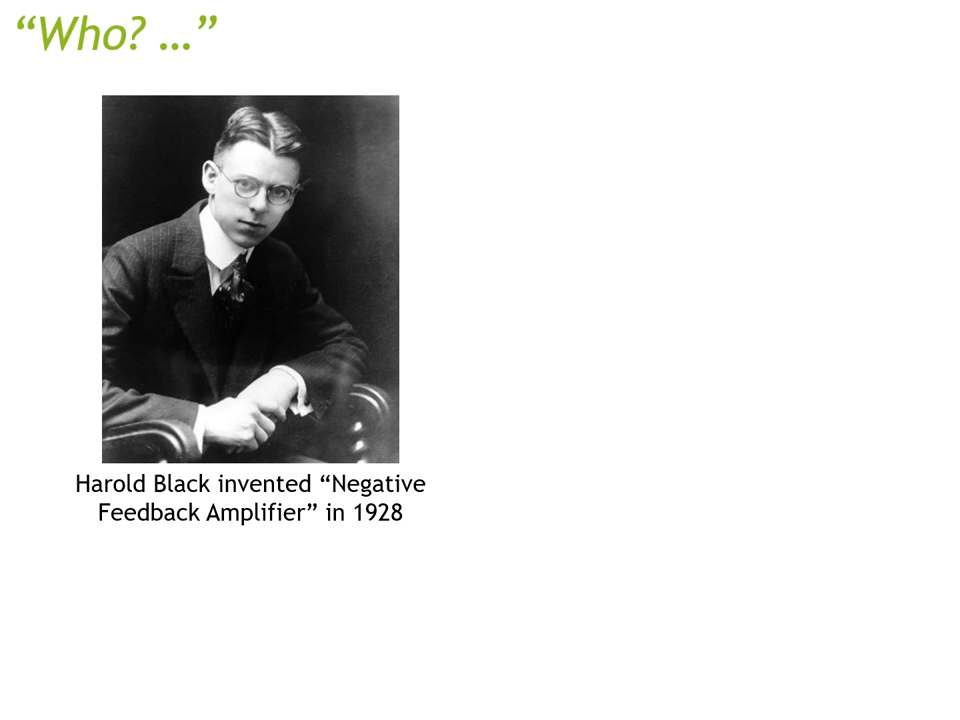 “Who? …”
Harold Black invented “Negative
Feedback Amplifier” in 1928